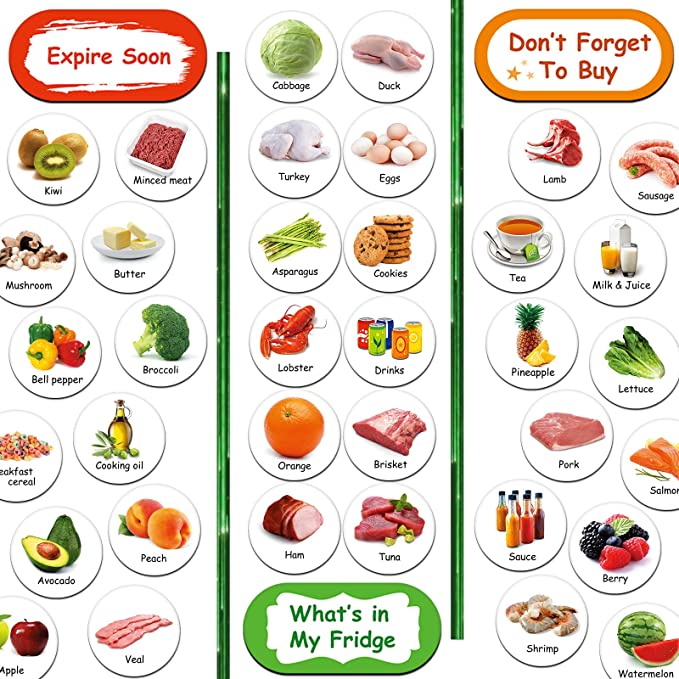 Expire Soon
Kiwi
Minced meat
Mushroom
Butter
Bell pepper
Broccoli
eakfast
cereal
Cooking oil
Avocado
Peach
Apple
Veal
Cabbage
Duck
Turkey
Eggs
Asparagus
Cookies
Lobster
Drinks
Orange
Brisket
Ham
Tuna
What's in
My Fridge
Don't Forget
To Buy
Lamb
Sausage
Tea
Milk & Juice
Pineapple
Lettuce
Pork
Salmon
Sauce
Berry
Shrimp
Watermelon